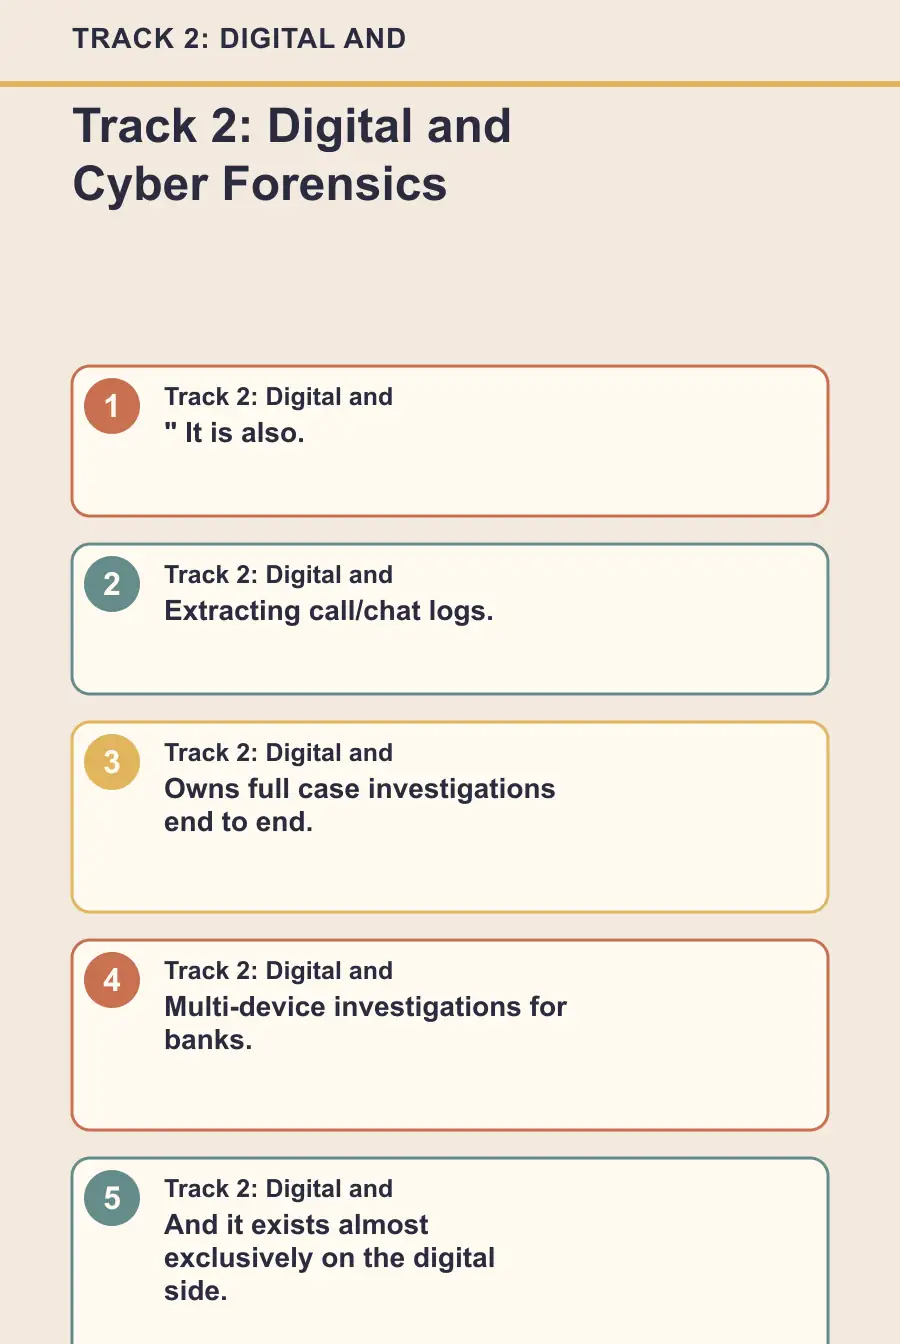 TRACK 2: DIGITAL AND
Track 2: Digital and
Cyber Forensics
1
Track 2: Digital and
" It is also.
2
Track 2: Digital and
Extracting call/chat logs.
3
Track 2: Digital and
Owns full case investigations
end to end.
4
Track 2: Digital and
Multi-device investigations for
banks.
5
Track 2: Digital and
And it exists almost
exclusively on the digital
side.